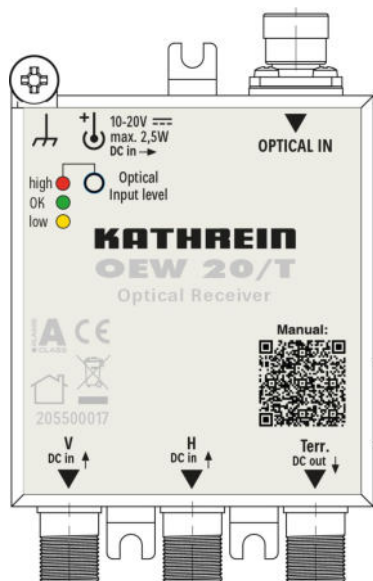 10-20V
max. 2,5W
DC in →
OPTICAL IN
high
OK
low
Optical
Input level
KATHREIN
OEW 20/T
Optical Receiver
CLASS A
CE
Manual:
205500017
V
DC in ↑
H
DC in ↑
Terr.
DC out ↓